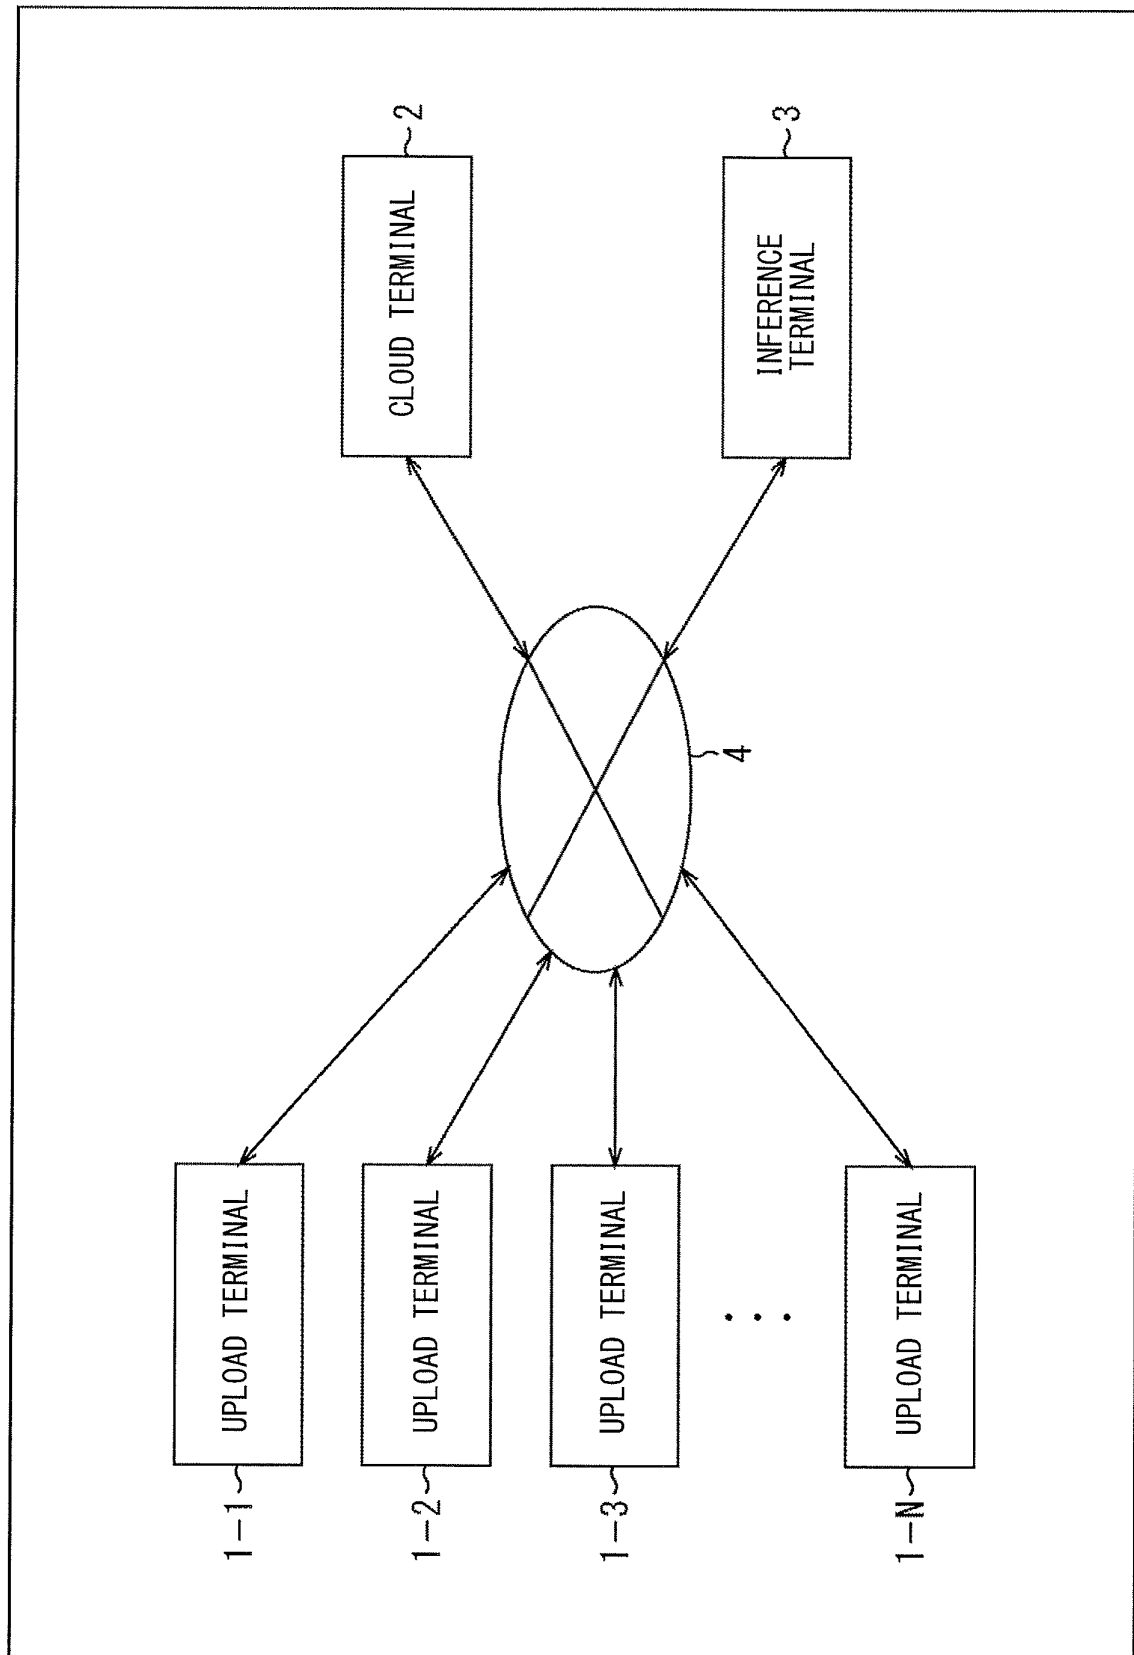 1-1
UPLOAD TERMINAL
1-2
UPLOAD TERMINAL
1-3
UPLOAD TERMINAL
1-N
UPLOAD TERMINAL
4
CLOUD TERMINAL
2
INFERENCE
TERMINAL
3